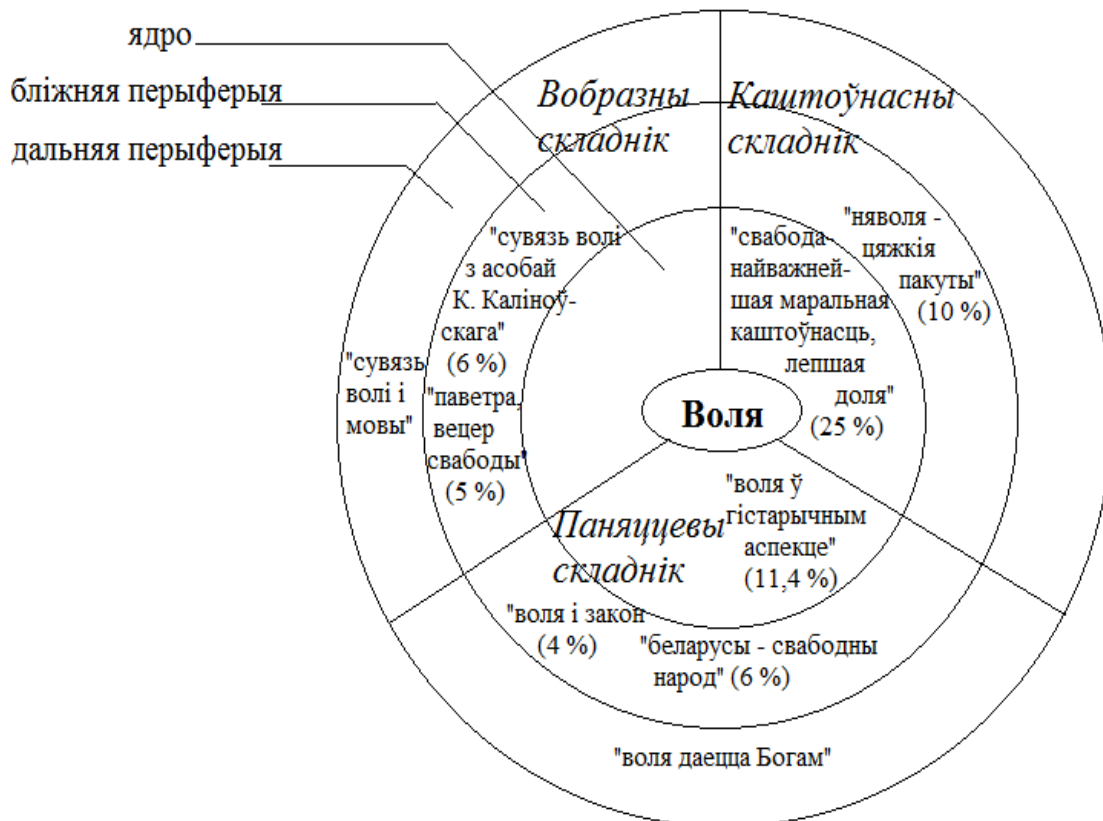 ядро
бліжняя перыферыя
дальняя перыферыя
Вобразны
складнік
Каштоўнасны
складнік
"сувязь волі
з асобай
К. Каліноў-
скага"
(6 %)
"паветра,
вецер
свабоды"
(5 %)
"сувязь
волі і
мовы"
"свабода-
найважней-
шая маральная
каштоўнасць,
лепшая
доля"
(25 %)
"няволя -
цяжкія
пакуты"
(10 %)
Воля
Паняццевы
складнік
"воля ў
гістарычным
аспекце"
(11,4 %)
"воля і закон
(4 %)
"беларусы - свабодны
народ" (6 %)
"воля даецца Богам"